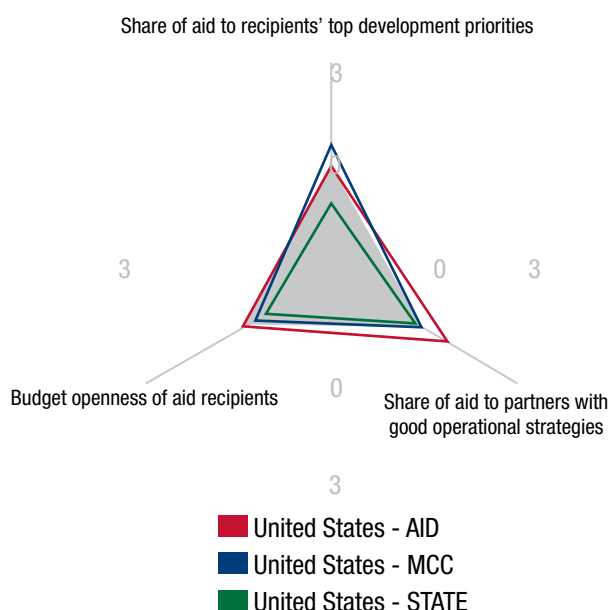 Share of aid to recipients’ top development priorities
3
0
3
0
3
Budget openness of aid recipients
0
Share of aid to partners with
good operational strategies
3
United States - AID
United States - MCC
United States - STATE